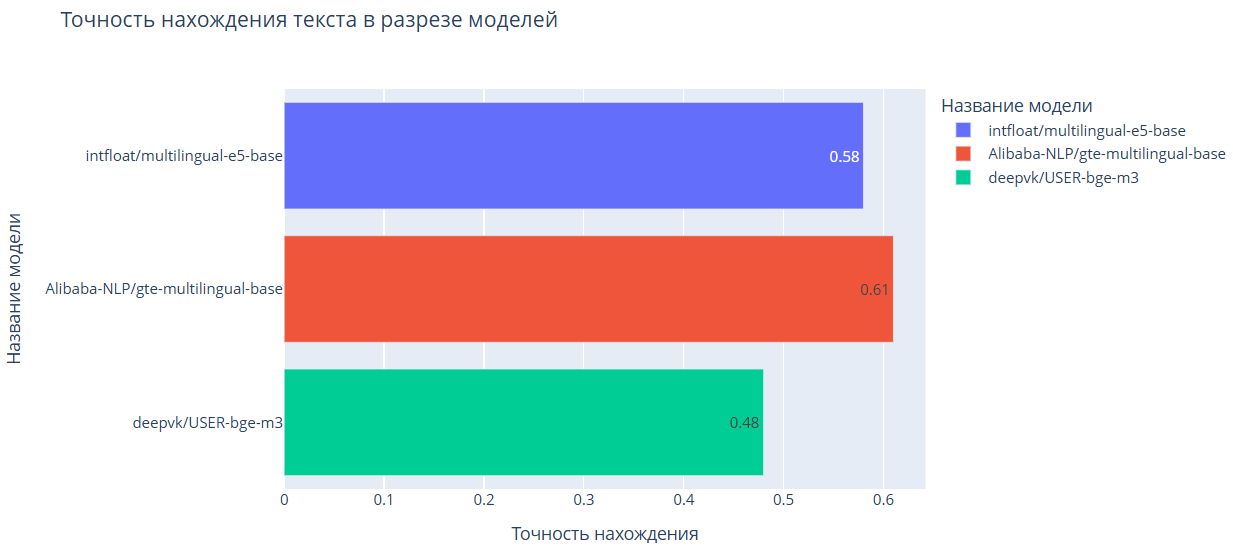 Точность нахождения текста в разрезе моделей
Название модели
intfloat/multilingual-e5-base
Alibaba-NLP/gte-multilingual-base
deepvk/USER-bge-m3
0.58
0.61
0.48
0
0.1
0.2
0.3
0.4
0.5
0.6
Точность нахождения
Название модели
intfloat/multilingual-e5-base
Alibaba-NLP/gte-multilingual-base
deepvk/USER-bge-m3